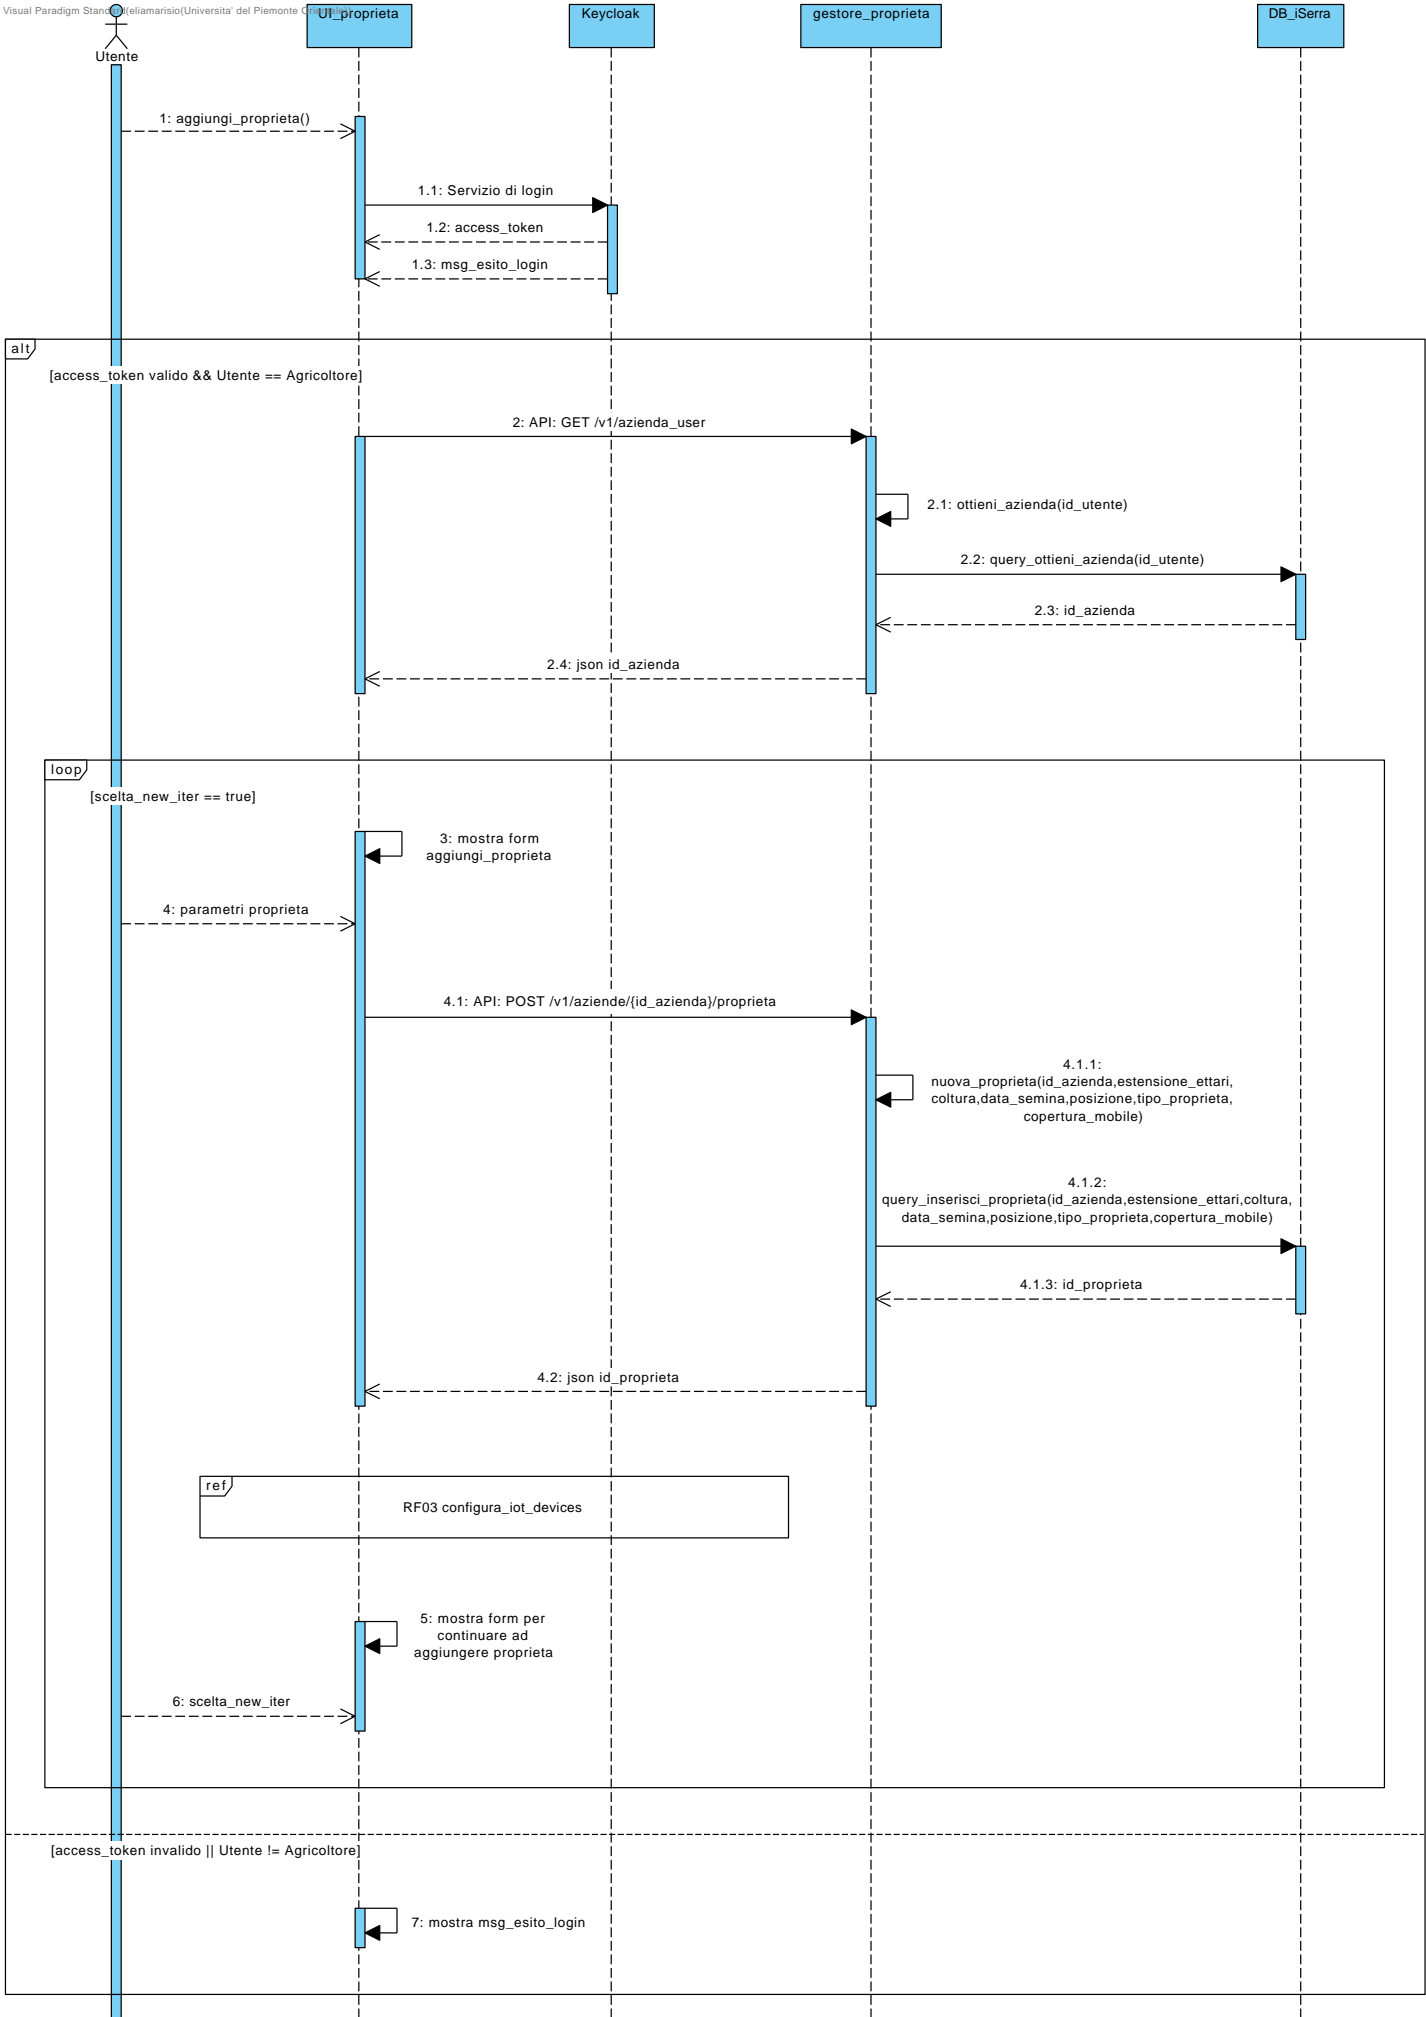 Visual Paradigm Standard(eliamarisio(Universita' del Piemonte
UI_proprieta
Keycloak
gestore_proprieta
DB_iSerra
Utente
1: aggiungi_proprieta()
1.1: Servizio di login
1.2: access_token
1.3: msg_esito_login
alt
[access_token valido && Utente == Agricoltore]
2: API: GET /v1/azienda_user
2.1: ottieni_azienda(id_utente)
2.2: query_ottieni_azienda(id_utente)
2.3: id_azienda
2.4: json id_azienda
loop
[scelta_new_iter == true]
3: mostra form
aggiungi_proprieta
4: parametri proprieta
4.1: API: POST /v1/aziende/{id_azienda}/proprieta
4.1.1:
nuova_proprieta(id_azienda,estensione_ettari,
coltura,data_semina,posizione,tipo_proprieta,
copertura_mobile)
4.1.2:
query_inserisci_proprieta(id_azienda,estensione_ettari,coltura,
data_semina,posizione,tipo_proprieta,copertura_mobile)
4.1.3: id_proprieta
4.2: json id_proprieta
ref
RF03 configura_iot_devices
5: mostra form per
continuare ad
aggiungere proprieta
6: scelta_new_iter
[access_token invalido || Utente != Agricoltore]
7: mostra msg_esito_login